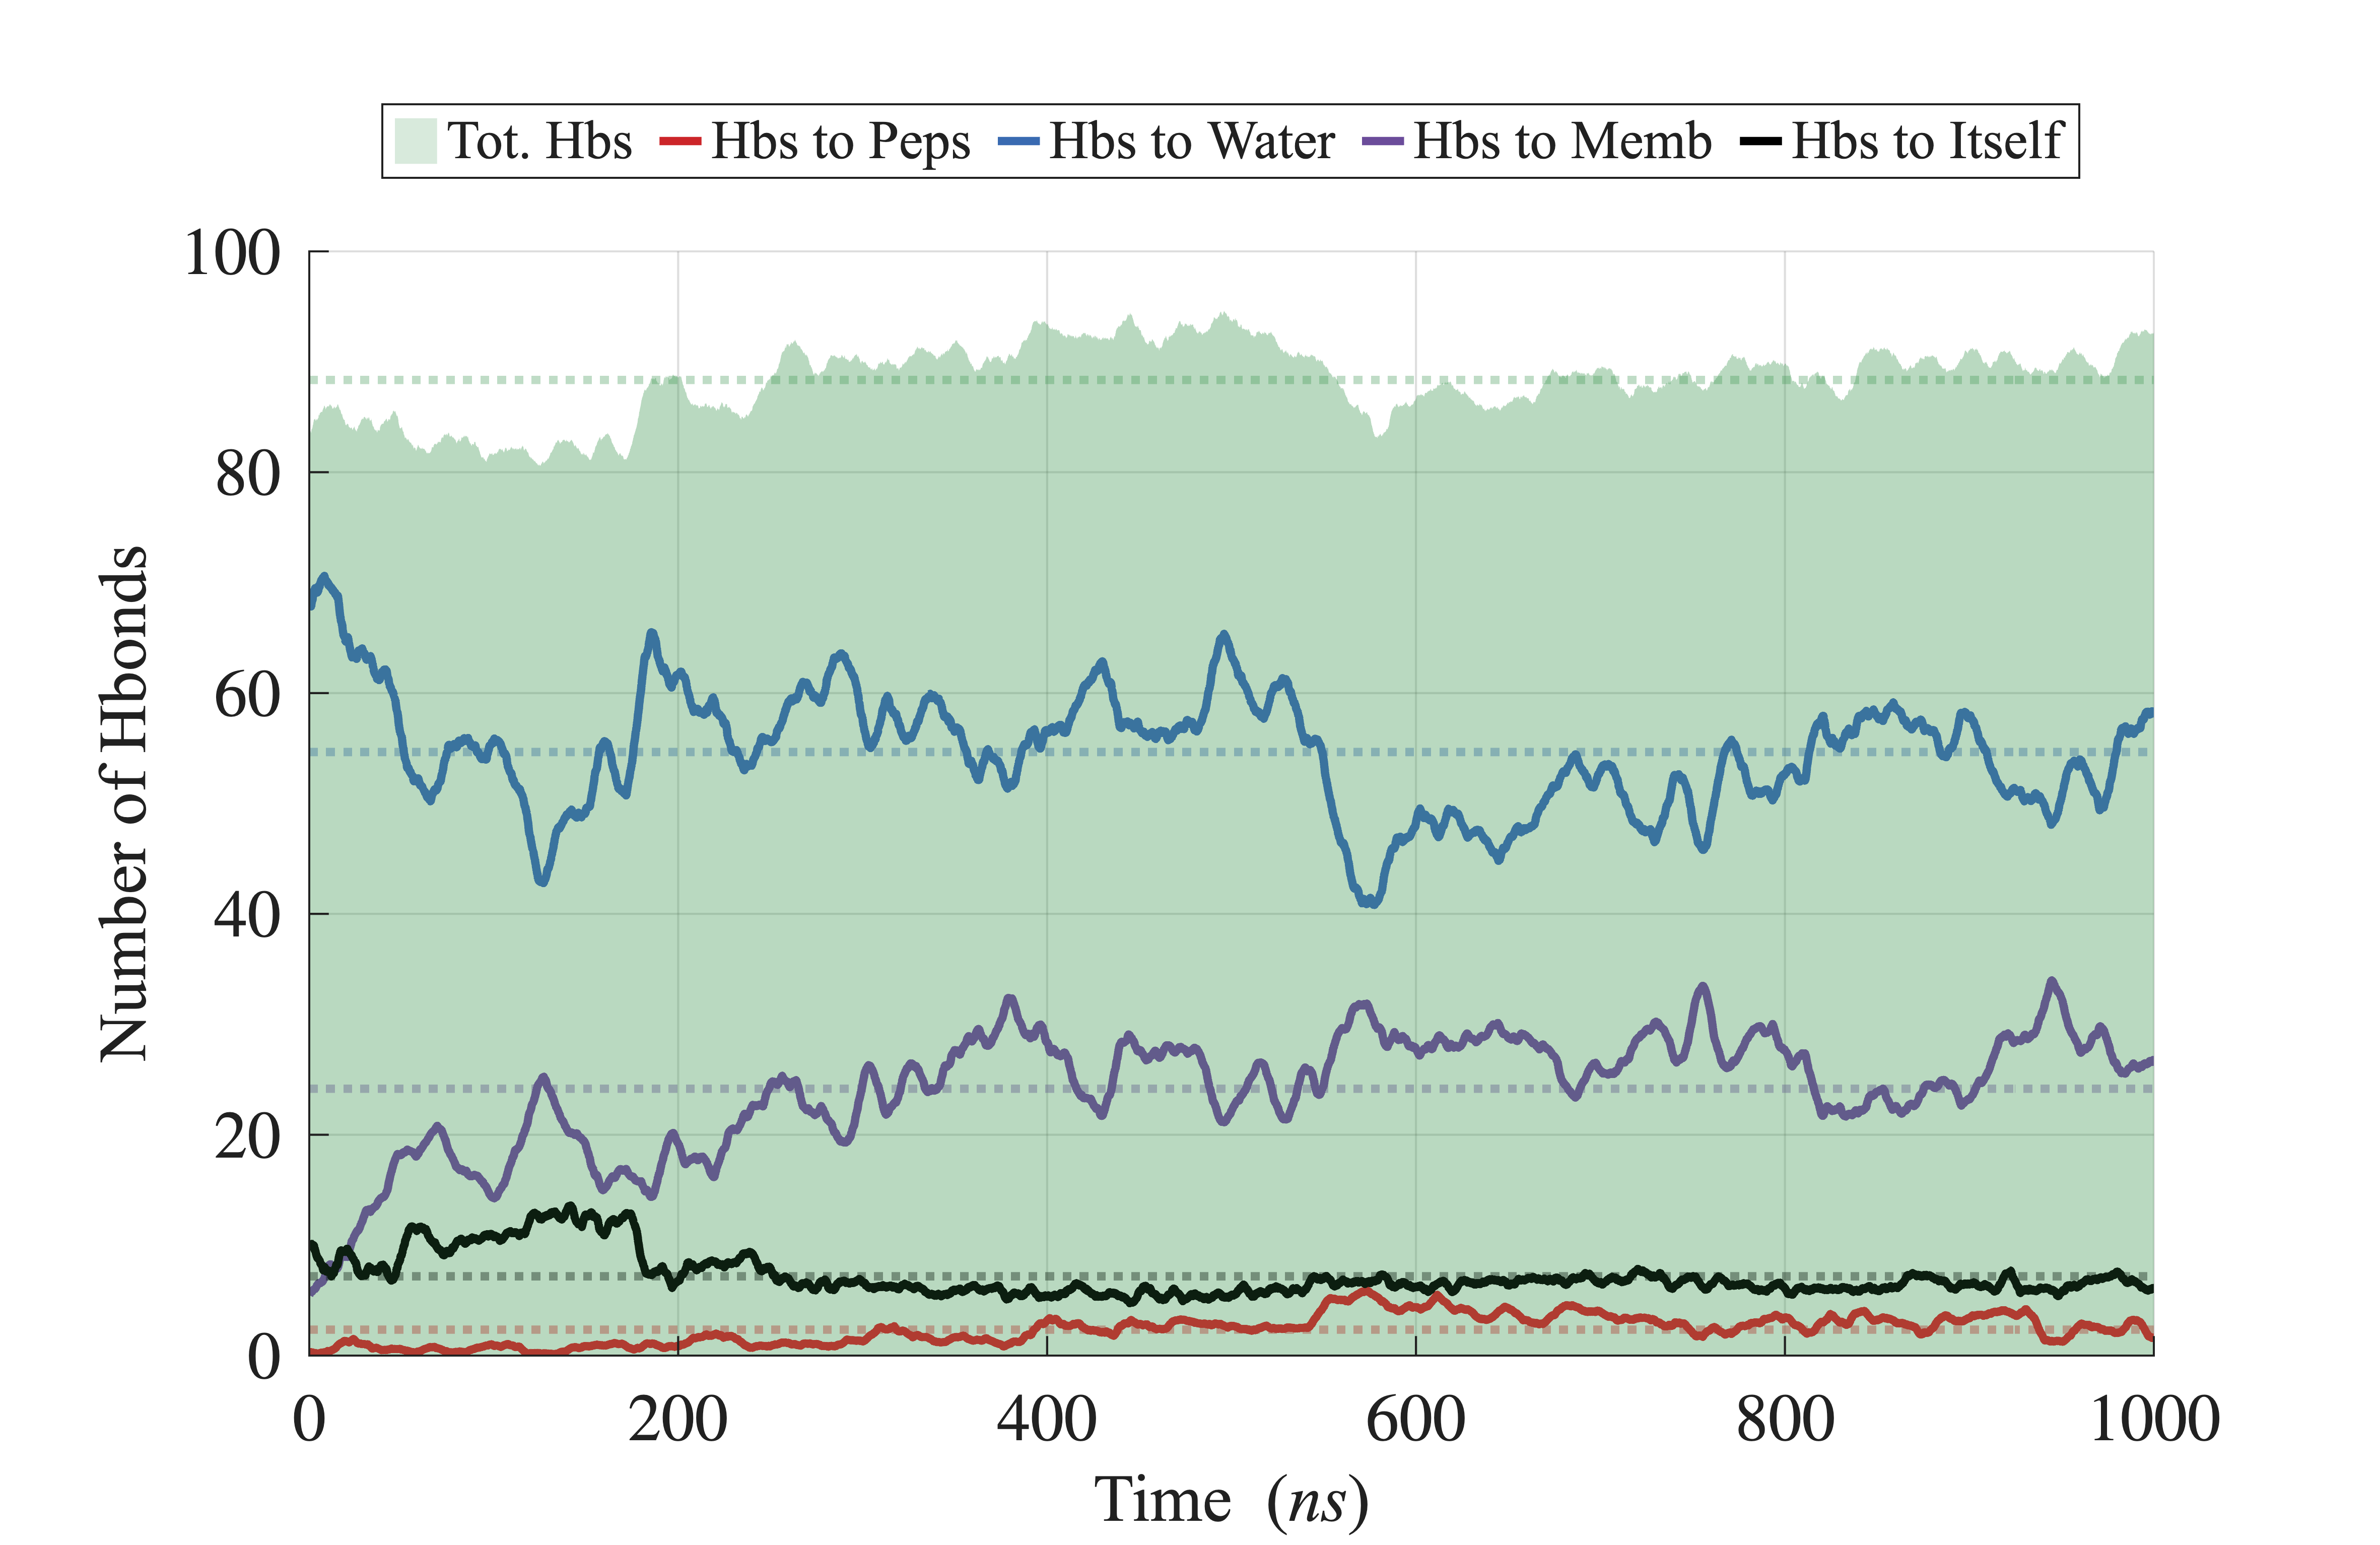 Tot. Hbs Hbs to Peps Hbs to Water Hbs to Memb Hbs to Itself
100
80
60
40
20
0
Number of Hbonds
0 200 400 600 800 1000
Time (ns)